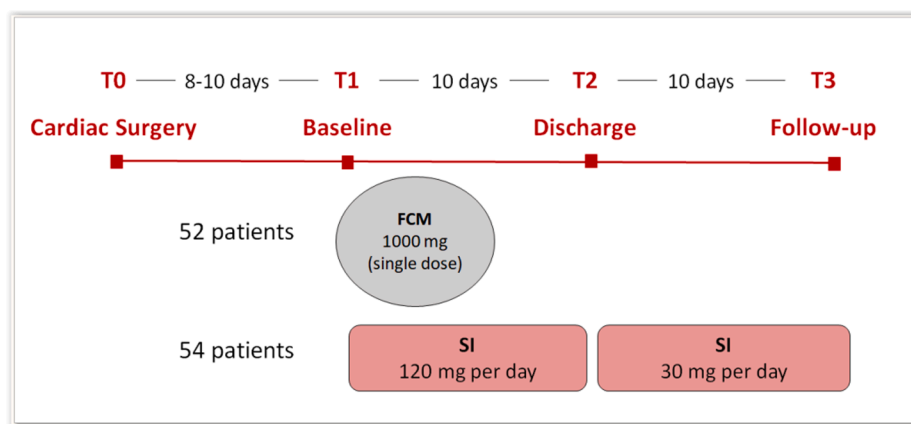 T0 8-10 days T1 10 days T2 10 days T3
Cardiac Surgery Baseline Discharge Follow-up
52 patients
FCM
1000 mg
(single dose)
54 patients
SI
120 mg per day
SI
30 mg per day